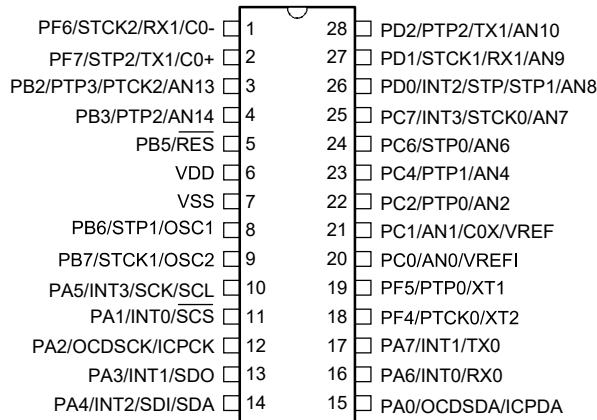 PF6/STCK2/RX1/C0- 1 28 PD2/PTP2/TX1/AN10
PF7/STP2/TX1/C0+ 2 27 PD1/STCK1/RX1/AN9
PB2/PTP3/PTCK2/AN13 3 26 PD0/INT2/STP/STP1/AN8
PB3/PTP2/AN14 4 25 PC7/INT3/STCK0/AN7
PB5/RES 5 24 PC6/STP0/AN6
VDD 6 23 PC4/PTP1/AN4
VSS 7 22 PC2/PTP0/AN2
PB6/STP1/OSC1 8 21 PC1/AN1/C0X/VREF
PB7/STCK1/OSC2 9 20 PC0/AN0/VREFI
PA5/INT3/SCK/SCL 10 19 PF5/PTP0/XT1
PA1/INT0/SCS 11 18 PF4/PTCK0/XT2
PA2/OCDSCK/ICPCK 12 17 PA7/INT1/TX0
PA3/INT1/SDO 13 16 PA6/INT0/RX0
PA4/INT2/SDI/SDA 14 15 PA0/OCDSDA/ICPDA